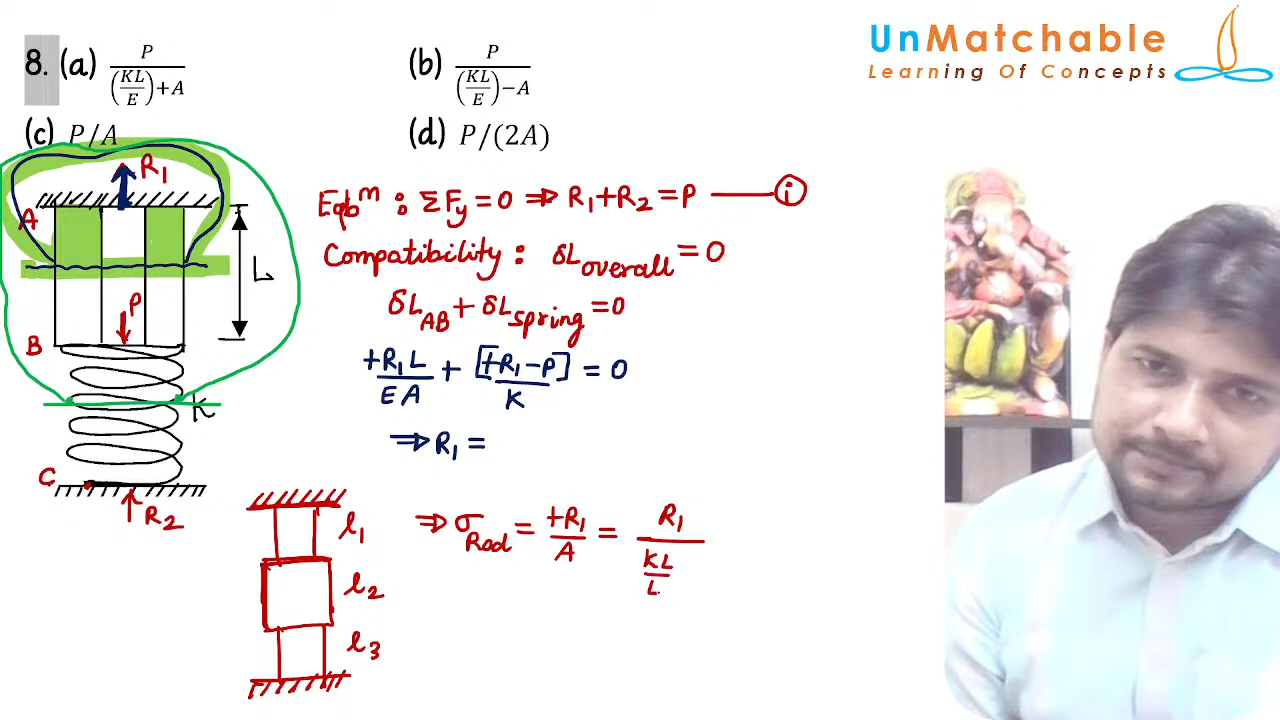 UnMatchable
Learning Of Concepts
8. (a) P/((KL/E)+A)
(b) P/((KL/E)−A)
(c) P/A
(d) P/(2A)
R₁
A
L
P
B
K
C
R₂
Eqbᵐ : ΣFy = 0 ⇒ R₁+R₂ = P —— (i)
Compatibility : δL overall = 0
δL AB + δL Spring = 0
+R₁L/EA + [+R₁−P]/K = 0
⇒ R₁ =
⇒ σ Rod = +R₁/A = R₁/(KL/L
l₁
l₂
l₃